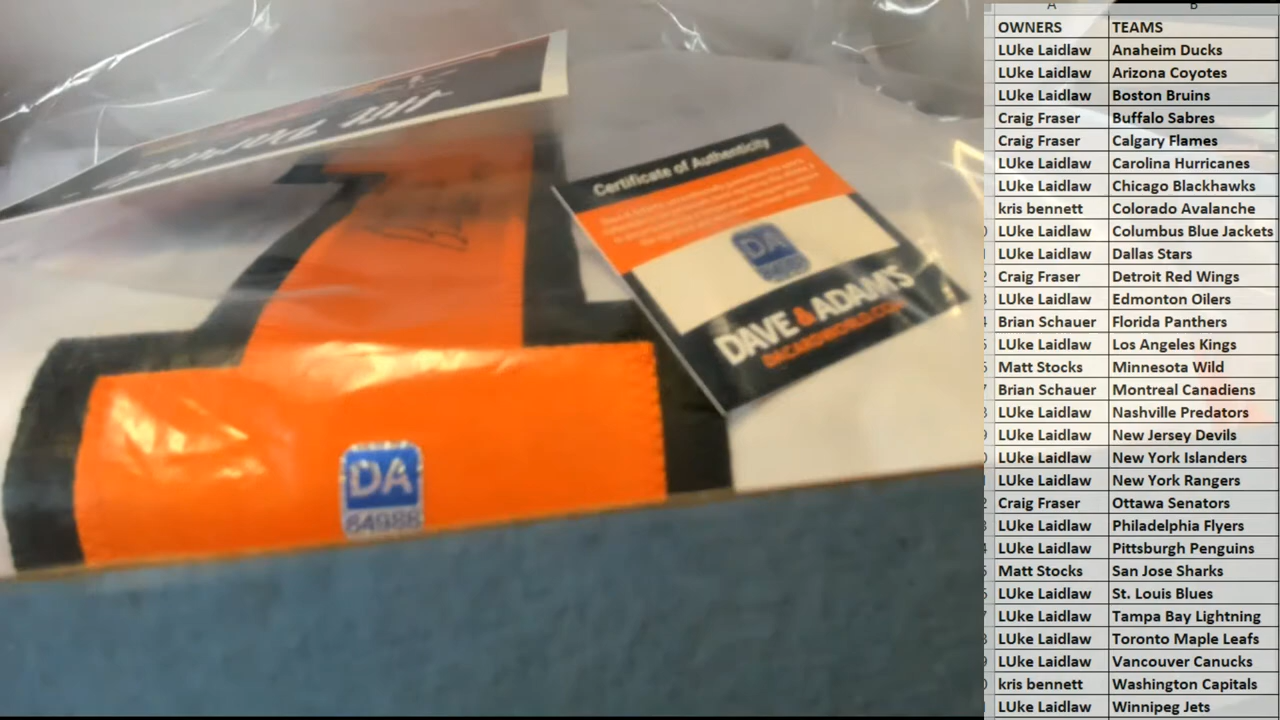 Certificate of Authenticity
DA
DAVE & ADAM'S
DACARDWORLD.COM
DA
64988
A B
OWNERS TEAMS
LUke Laidlaw Anaheim Ducks
LUke Laidlaw Arizona Coyotes
LUke Laidlaw Boston Bruins
Craig Fraser Buffalo Sabres
Craig Fraser Calgary Flames
LUke Laidlaw Carolina Hurricanes
LUke Laidlaw Chicago Blackhawks
kris bennett Colorado Avalanche
LUke Laidlaw Columbus Blue Jackets
LUke Laidlaw Dallas Stars
Craig Fraser Detroit Red Wings
LUke Laidlaw Edmonton Oilers
Brian Schauer Florida Panthers
LUke Laidlaw Los Angeles Kings
Matt Stocks Minnesota Wild
Brian Schauer Montreal Canadiens
LUke Laidlaw Nashville Predators
LUke Laidlaw New Jersey Devils
LUke Laidlaw New York Islanders
LUke Laidlaw New York Rangers
Craig Fraser Ottawa Senators
LUke Laidlaw Philadelphia Flyers
LUke Laidlaw Pittsburgh Penguins
Matt Stocks San Jose Sharks
LUke Laidlaw St. Louis Blues
LUke Laidlaw Tampa Bay Lightning
LUke Laidlaw Toronto Maple Leafs
LUke Laidlaw Vancouver Canucks
kris bennett Washington Capitals
LUke Laidlaw Winnipeg Jets